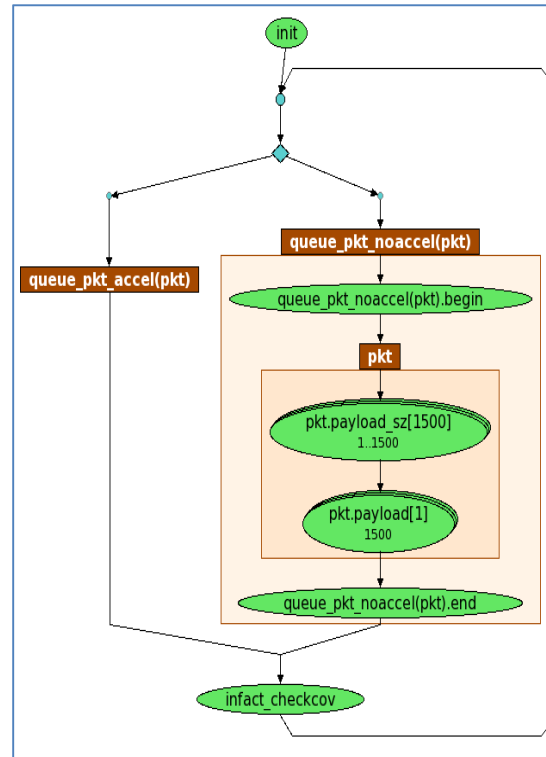 init
queue_pkt_noaccel(pkt)
queue_pkt_accel(pkt)
queue_pkt_noaccel(pkt).begin
pkt
pkt.payload_sz[1500]
1..1500
pkt.payload[1]
1500
queue_pkt_noaccel(pkt).end
infact_checkcov